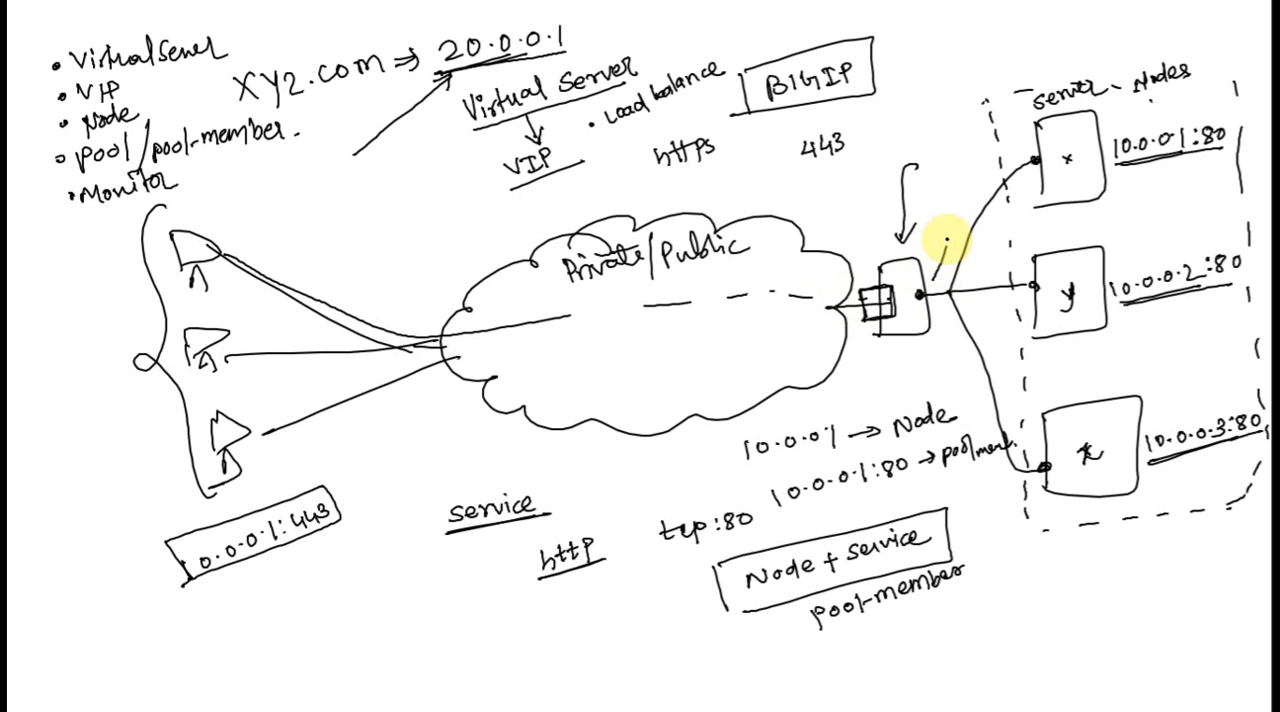 • Virtual Server
• VIP
• Node
• Pool/pool-member.
• Monitor
XYZ.com ⇒ 20.0.0.1
Virtual Server
VIP
• Load balance
BIGIP
https 443
server - Nodes
x
10.0.0.1:80
y
10.0.0.2:80
10.0.0.3:80
Private/Public
10.0.0.1 → Node
10.0.0.1:80 → pool mem.
0.0.0.1:443
service
http
tcp:80
Node + service
pool-member